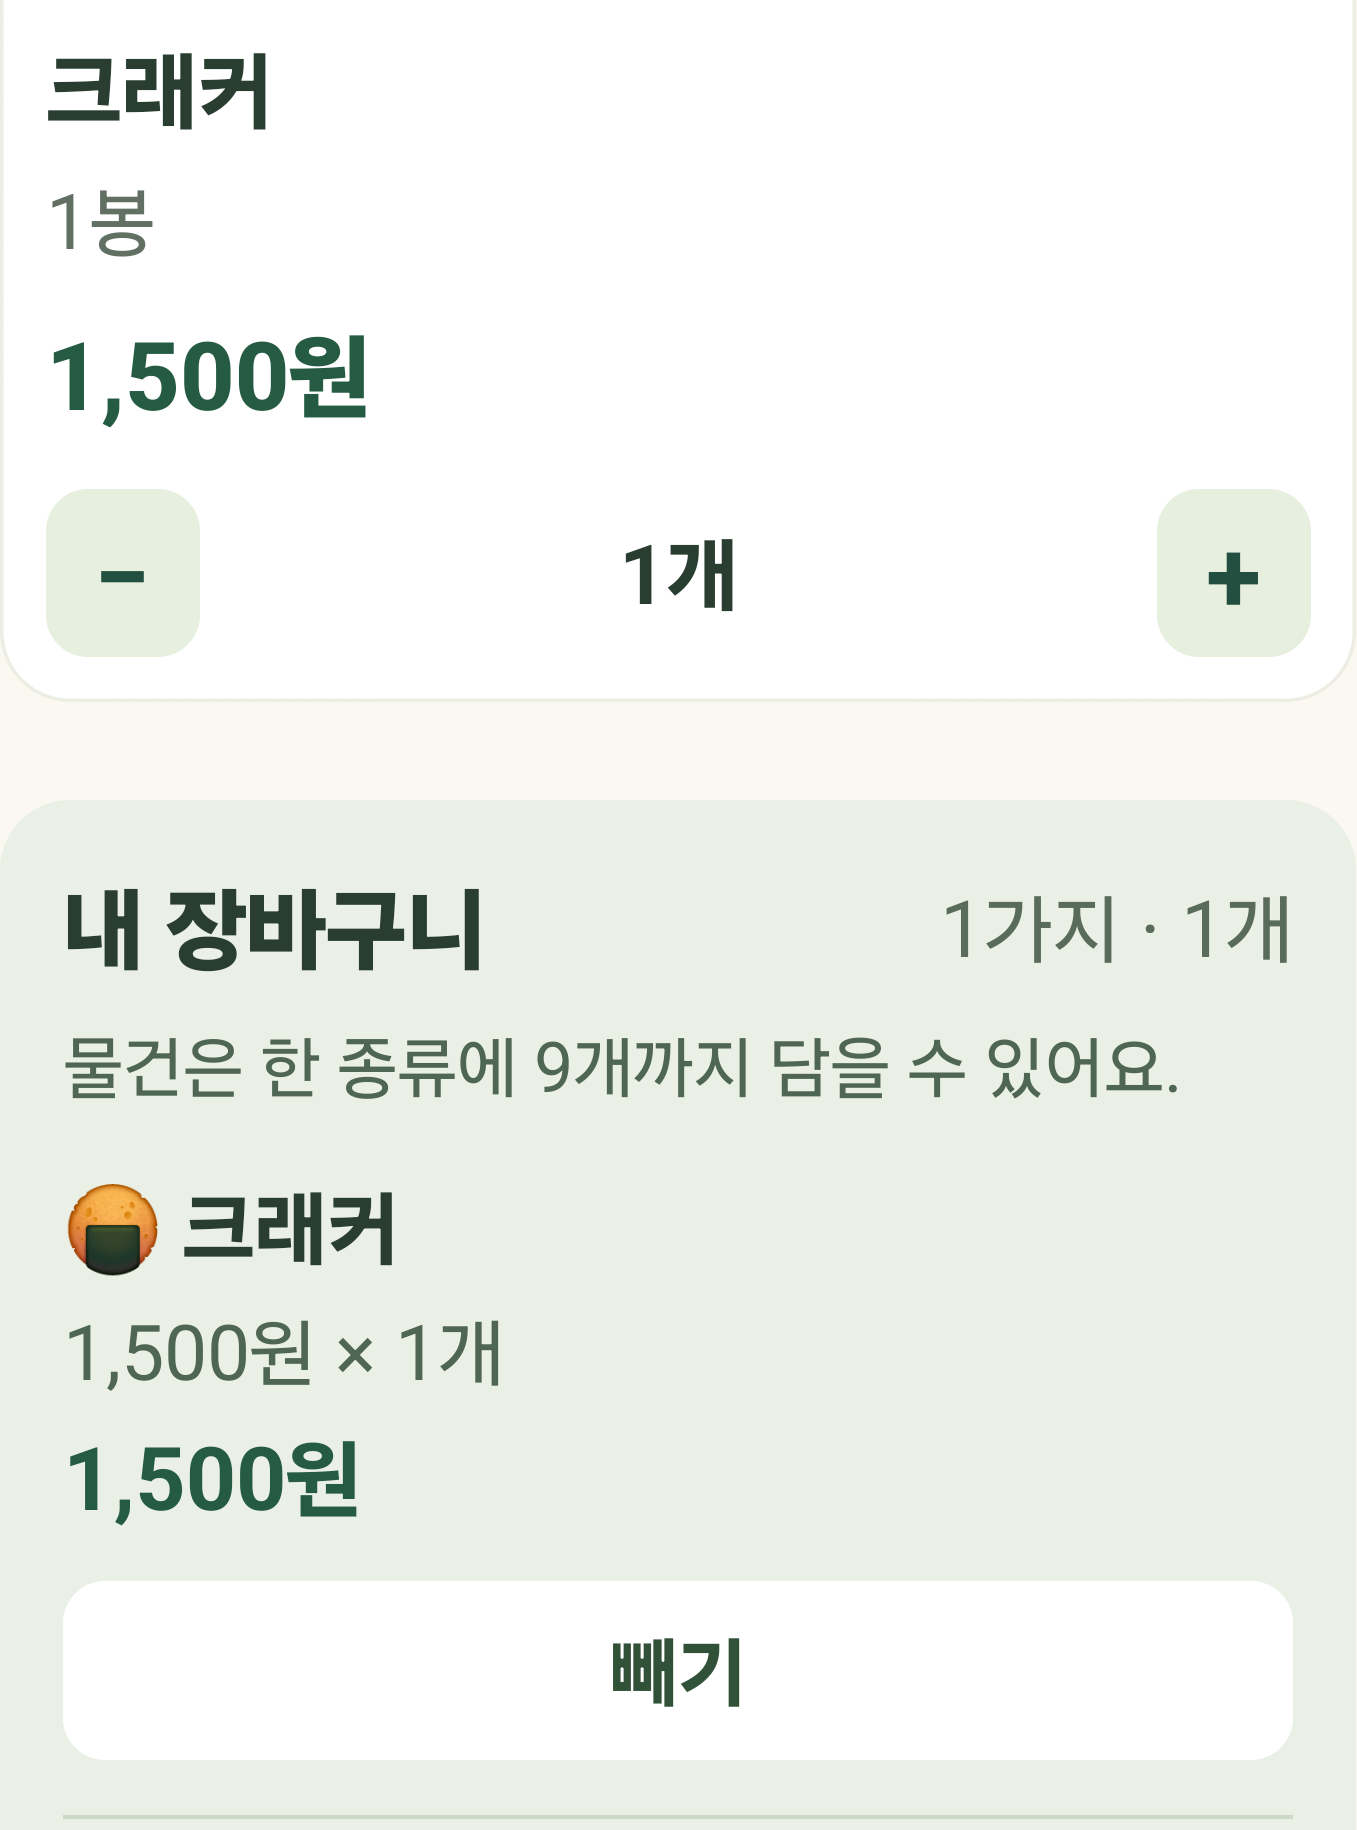 크래커
1봉
1,500원
− 1개 +
내 장바구니 1가지 · 1개
물건은 한 종류에 9개까지 담을 수 있어요.
크래커
1,500원 × 1개
1,500원
빼기